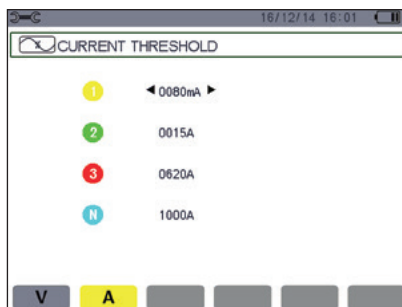 16/12/14 16:01
CURRENT THRESHOLD
1 ◄ 0080mA ►
2 0015A
3 0620A
N 1000A
V A